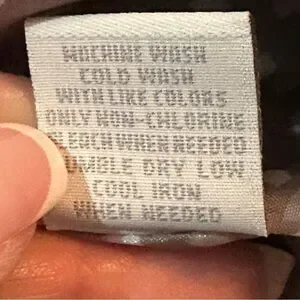 MACHINE WASH
COLD WASH
WITH LIKE COLORS
ONLY NON-CHLORINE
BLEACH WHEN NEEDED
TUMBLE DRY LOW
COOL IRON
WHEN NEEDED